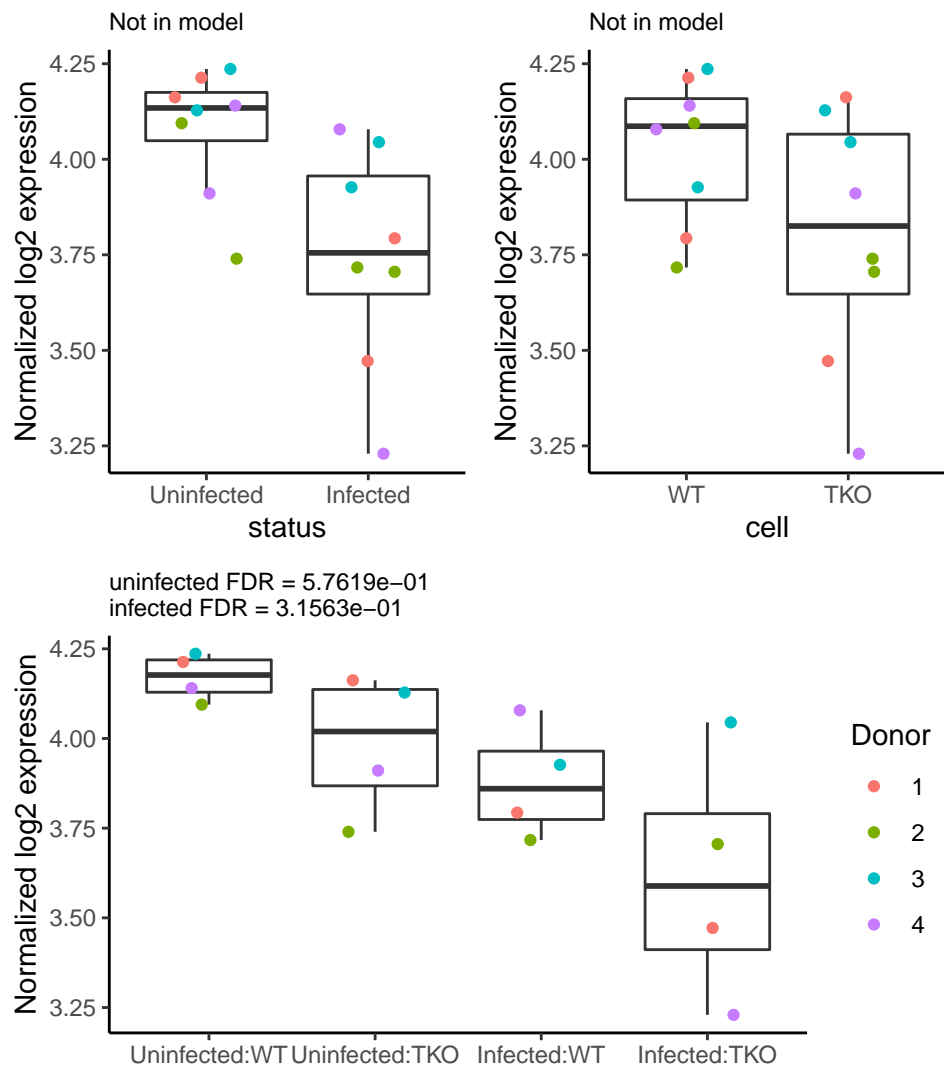 Not in model
Normalized log2 expression
4.25
4.00
3.75
3.50
3.25
Uninfected Infected
status
Not in model
Normalized log2 expression
4.25
4.00
3.75
3.50
3.25
WT TKO
cell
uninfected FDR = 5.7619e−01
infected FDR = 3.1563e−01
Normalized log2 expression
4.25
4.00
3.75
3.50
3.25
Uninfected:WT Uninfected:TKO Infected:WT Infected:TKO
Donor
1
2
3
4